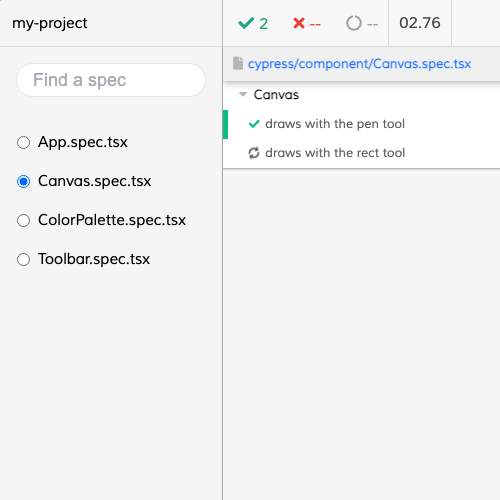 my-project
2 -- -- 02.76
Find a spec
cypress/component/Canvas.spec.tsx
Canvas
draws with the pen tool
draws with the rect tool
App.spec.tsx
Canvas.spec.tsx
ColorPalette.spec.tsx
Toolbar.spec.tsx